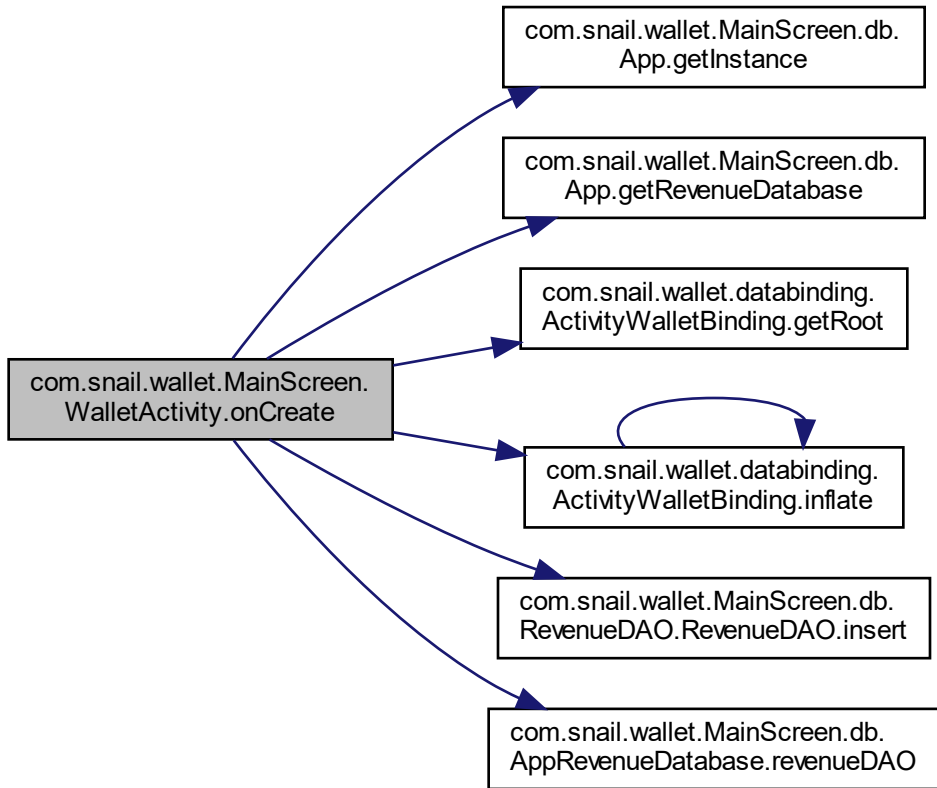 com.snail.wallet.MainScreen.db.
App.getInstance
com.snail.wallet.MainScreen.db.
App.getRevenueDatabase
com.snail.wallet.databinding.
ActivityWalletBinding.getRoot
com.snail.wallet.MainScreen.
WalletActivity.onCreate
com.snail.wallet.databinding.
ActivityWalletBinding.inflate
com.snail.wallet.MainScreen.db.
RevenueDAO.RevenueDAO.insert
com.snail.wallet.MainScreen.db.
AppRevenueDatabase.revenueDAO